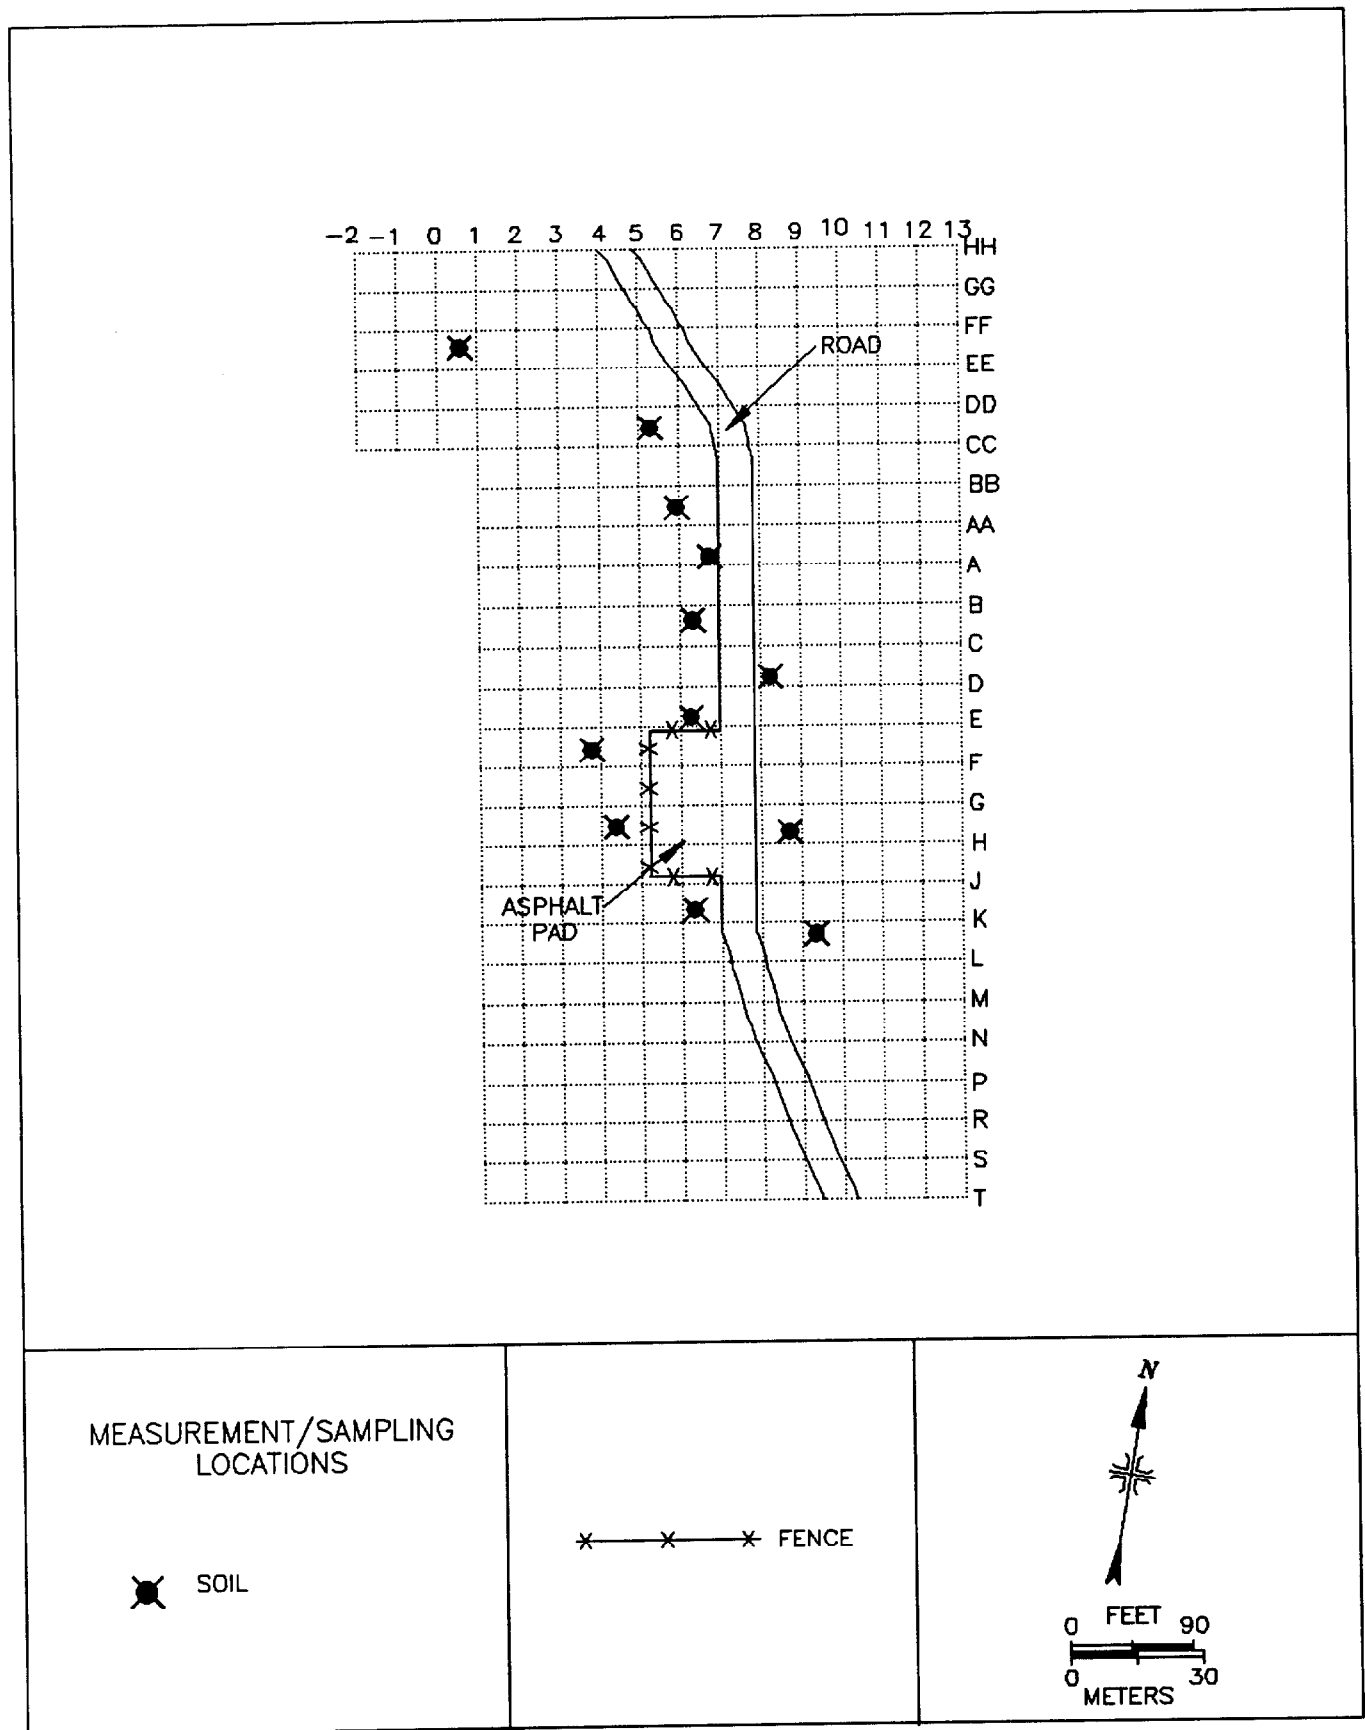 -2 -1 0 1 2 3 4 5 6 7 8 9 10 11 12 13
HH
GG
FF
ROAD
EE
DD
CC
BB
AA
A
B
C
D
E
F
G
H
J
ASPHALT
PAD
K
L
M
N
P
R
S
T
MEASUREMENT/SAMPLING
LOCATIONS
SOIL
FENCE
N
0 FEET 90
0 30
METERS